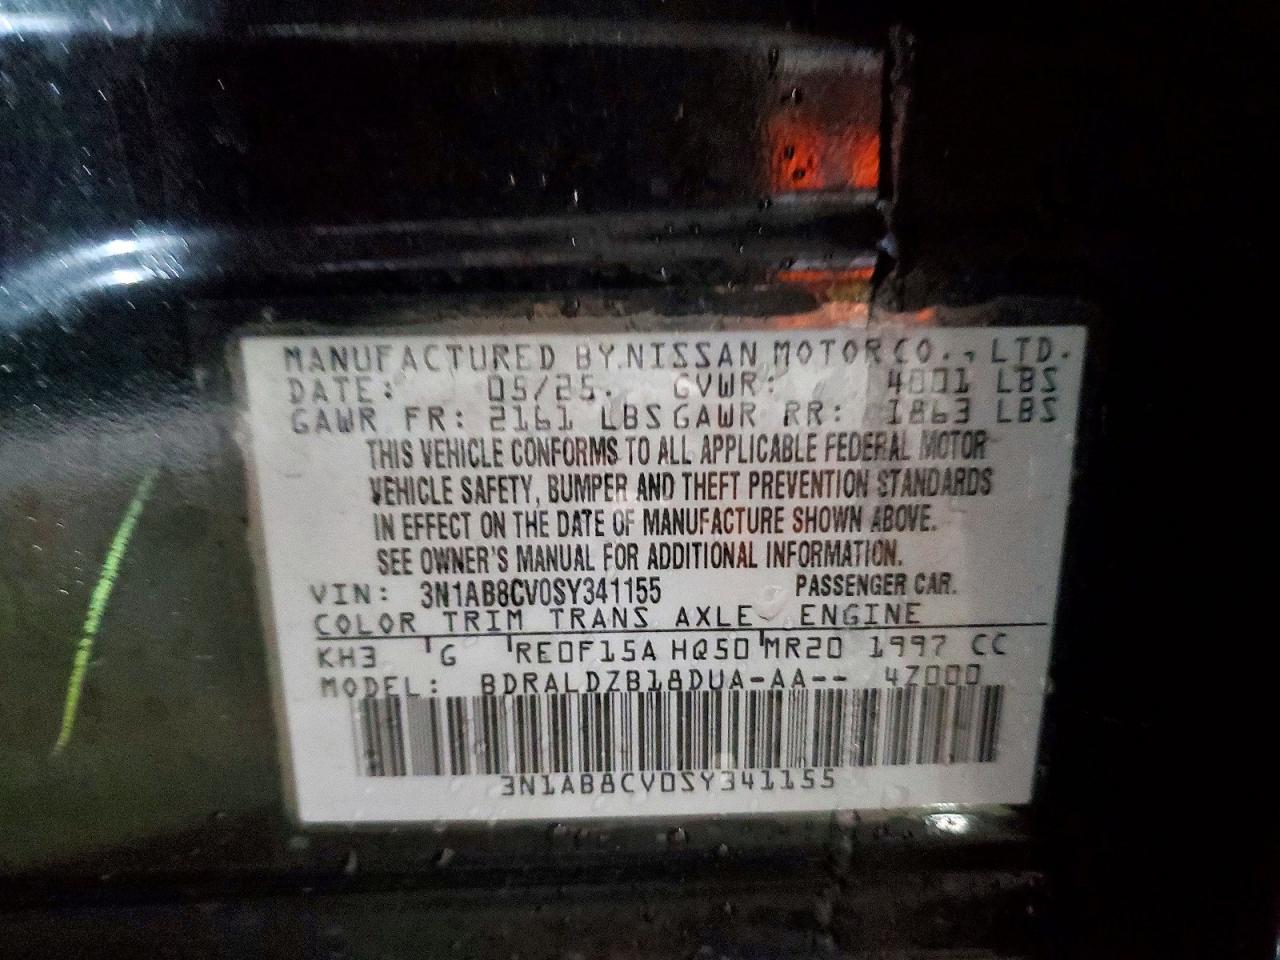 MANUFACTURED BY NISSAN MOTOR CO., LTD.
DATE: 05/25. GVWR: 4001 LBS
GAWR FR: 2161 LBS GAWR RR: 1863 LBS
THIS VEHICLE CONFORMS TO ALL APPLICABLE FEDERAL MOTOR
VEHICLE SAFETY, BUMPER AND THEFT PREVENTION STANDARDS
IN EFFECT ON THE DATE OF MANUFACTURE SHOWN ABOVE.
SEE OWNER'S MANUAL FOR ADDITIONAL INFORMATION.
VIN: 3N1AB8CV0SY341155 PASSENGER CAR.
COLOR TRIM TRANS AXLE ENGINE
KH3 G RE0F15A HQ50 MR20 1997 CC
MODEL: BDRALDZB18DUA-AA-- 47000
3N1AB8CV0SY341155